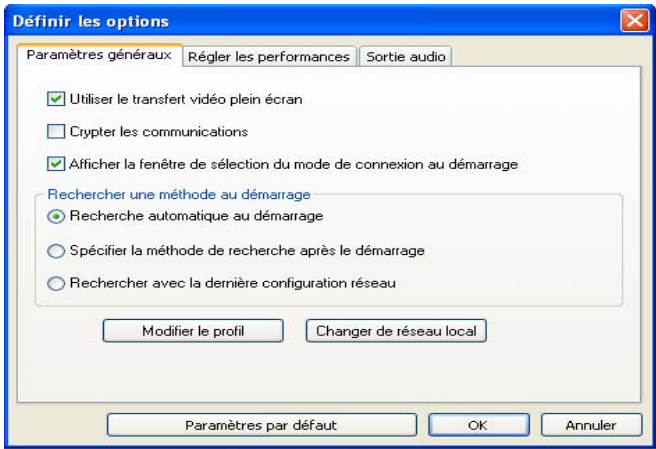 Définir les options
Paramètres généraux Régler les performances Sortie audio
Utiliser le transfert vidéo plein écran
Crypter les communications
Afficher la fenêtre de sélection du mode de connexion au démarrage
Rechercher une méthode au démarrage
Recherche automatique au démarrage
Spécifier la méthode de recherche après le démarrage
Rechercher avec la dernière configuration réseau
Modifier le profil Changer de réseau local
Paramètres par défaut OK Annuler